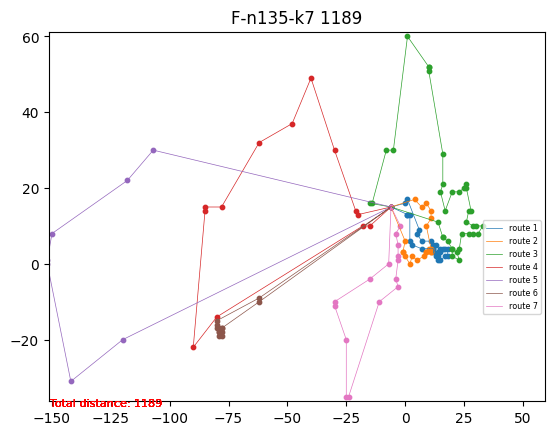 F-n135-k7 1189
60
40
20
0
−20
−150
−125
−100
−75
−50
−25
0
25
50
route 1
route 2
route 3
route 4
route 5
route 6
route 7
Total distance: 1189